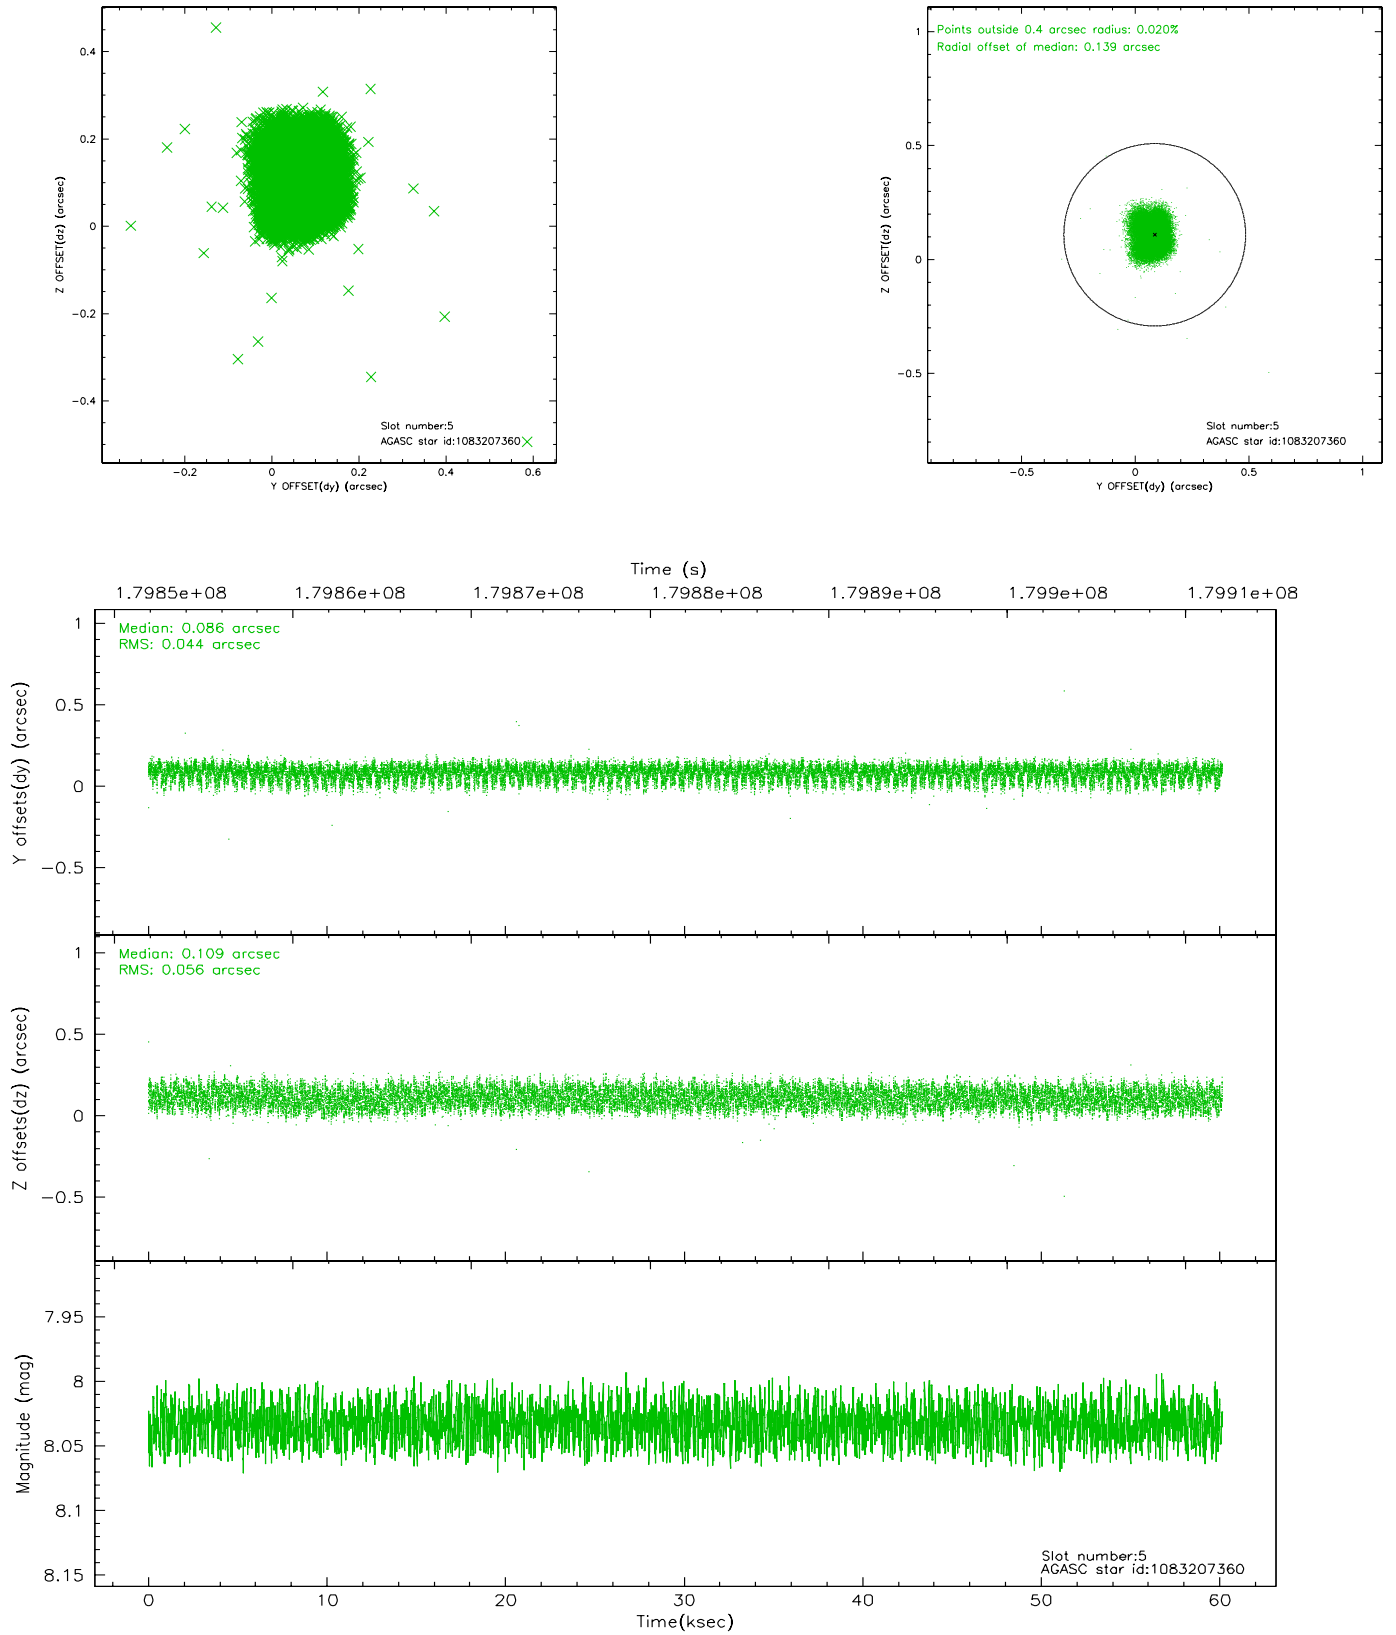 0.4
0.2
0
−0.2
−0.4
Z OFFSET(dz) (arcsec)
Slot number:5
AGASC star id:1083207360
−0.2 0 0.2 0.4 0.6
Y OFFSET(dy) (arcsec)
Points outside 0.4 arcsec radius: 0.020%
Radial offset of median: 0.139 arcsec
1
0.5
0
−0.5
Z OFFSET(dz) (arcsec)
Slot number:5
AGASC star id:1083207360
−0.5 0 0.5 1
Y OFFSET(dy) (arcsec)
Time (s)
1.7985e+08 1.7986e+08 1.7987e+08 1.7988e+08 1.7989e+08 1.799e+08 1.7991e+08
Median: 0.086 arcsec
RMS: 0.044 arcsec
1
0.5
0
−0.5
Y offsets(dy) (arcsec)
Median: 0.109 arcsec
RMS: 0.056 arcsec
1
0.5
0
−0.5
Z offsets(dz) (arcsec)
7.95
8
8.05
8.1
8.15
Magnitude (mag)
Slot number:5
AGASC star id:1083207360
0 10 20 30 40 50 60
Time(ksec)